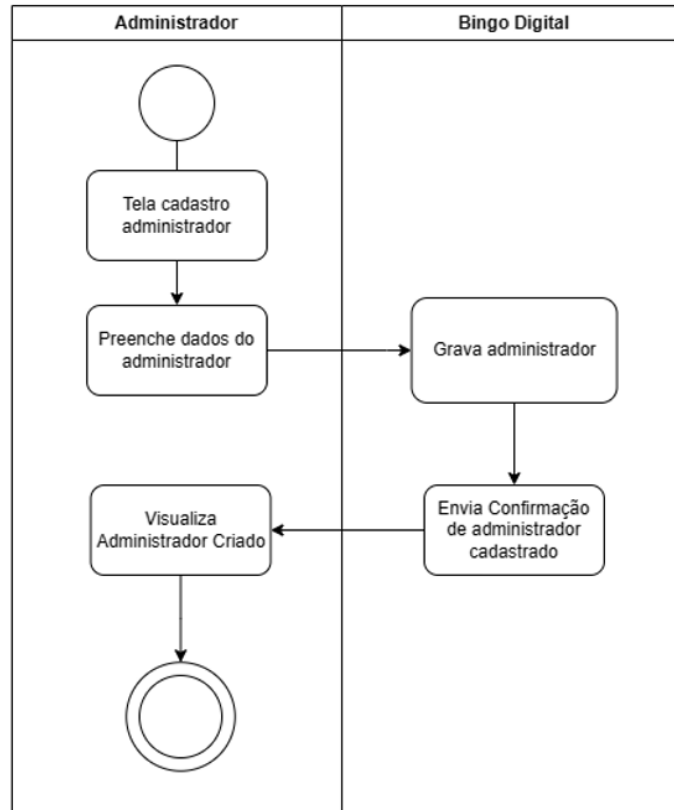 Administrador
Bingo Digital
Tela cadastro
administrador
Preenche dados do
administrador
Grava administrador
Envia Confirmação
de administrador
cadastrado
Visualiza
Administrador Criado